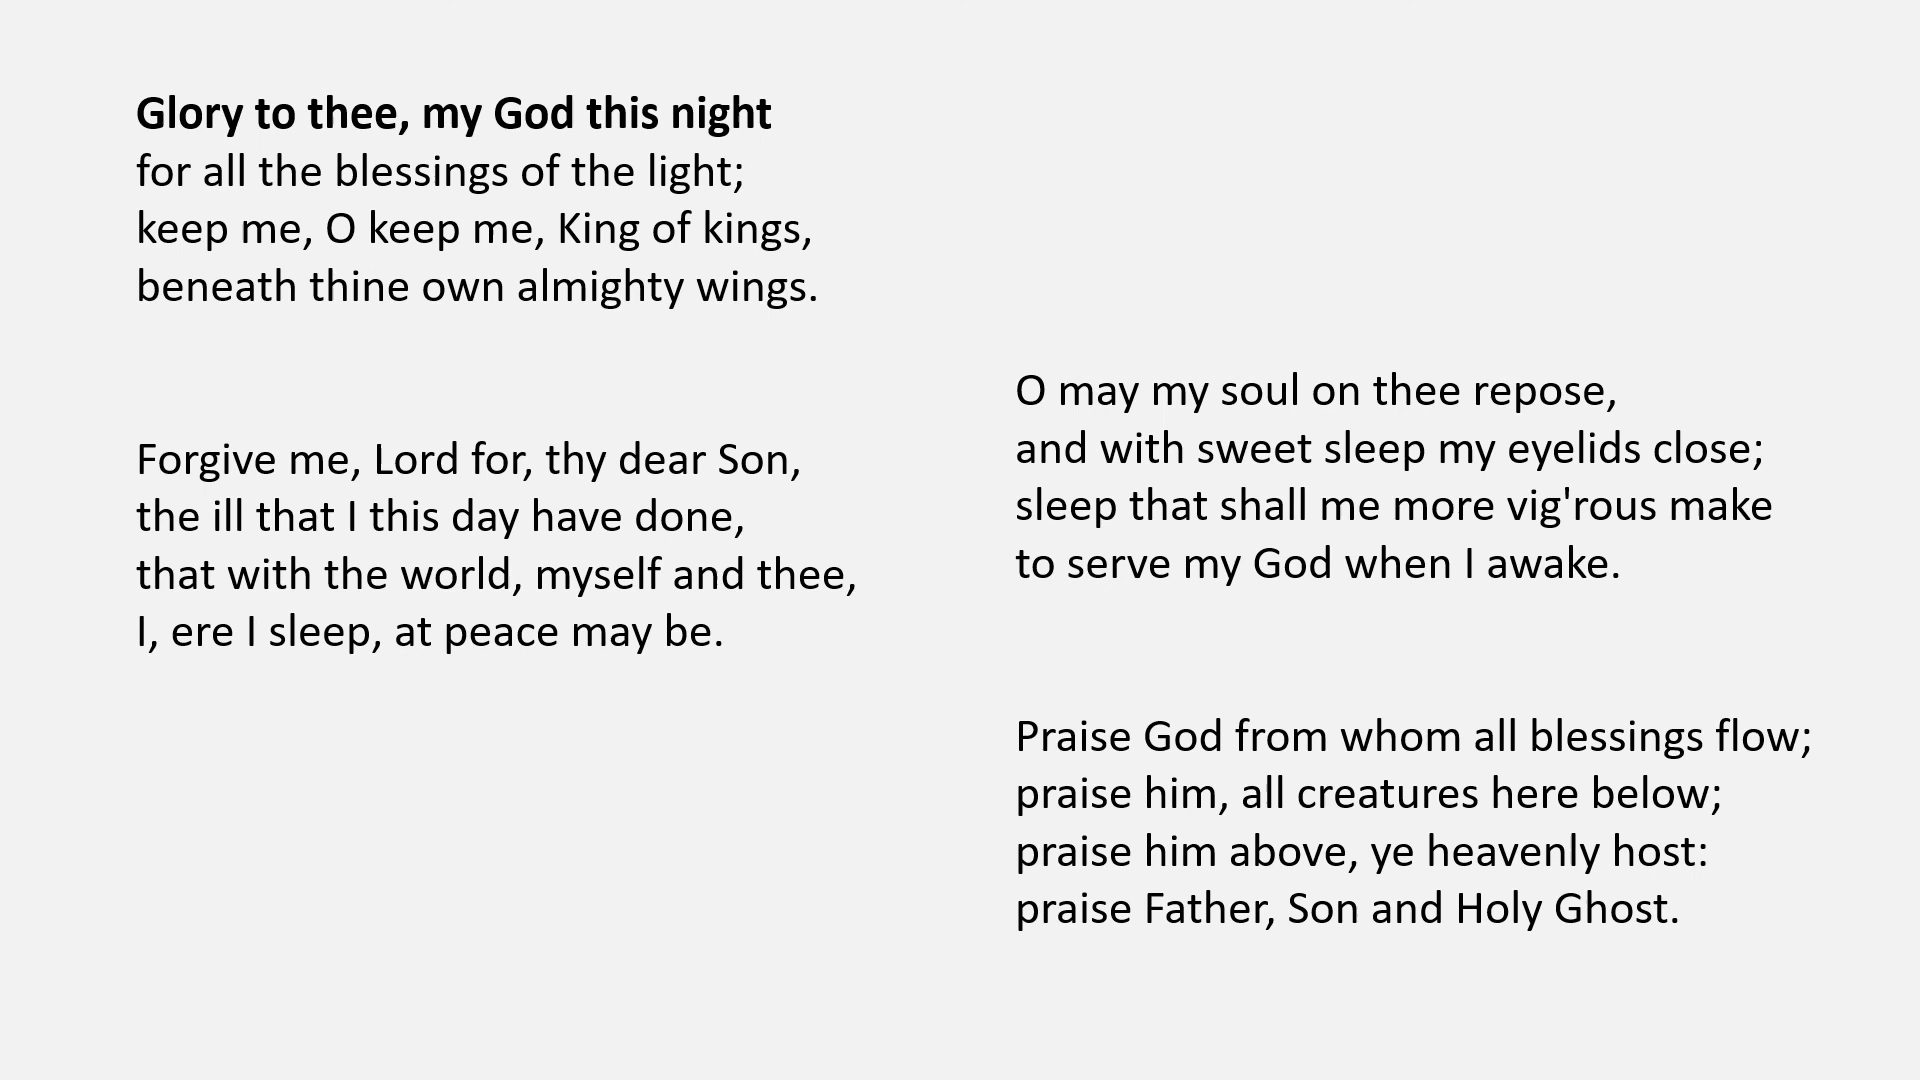 Glory to thee, my God this night
for all the blessings of the light;
keep me, O keep me, King of kings,
beneath thine own almighty wings.
Forgive me, Lord for, thy dear Son,
the ill that I this day have done,
that with the world, myself and thee,
I, ere I sleep, at peace may be.
O may my soul on thee repose,
and with sweet sleep my eyelids close;
sleep that shall me more vig'rous make
to serve my God when I awake.
Praise God from whom all blessings flow;
praise him, all creatures here below;
praise him above, ye heavenly host:
praise Father, Son and Holy Ghost.